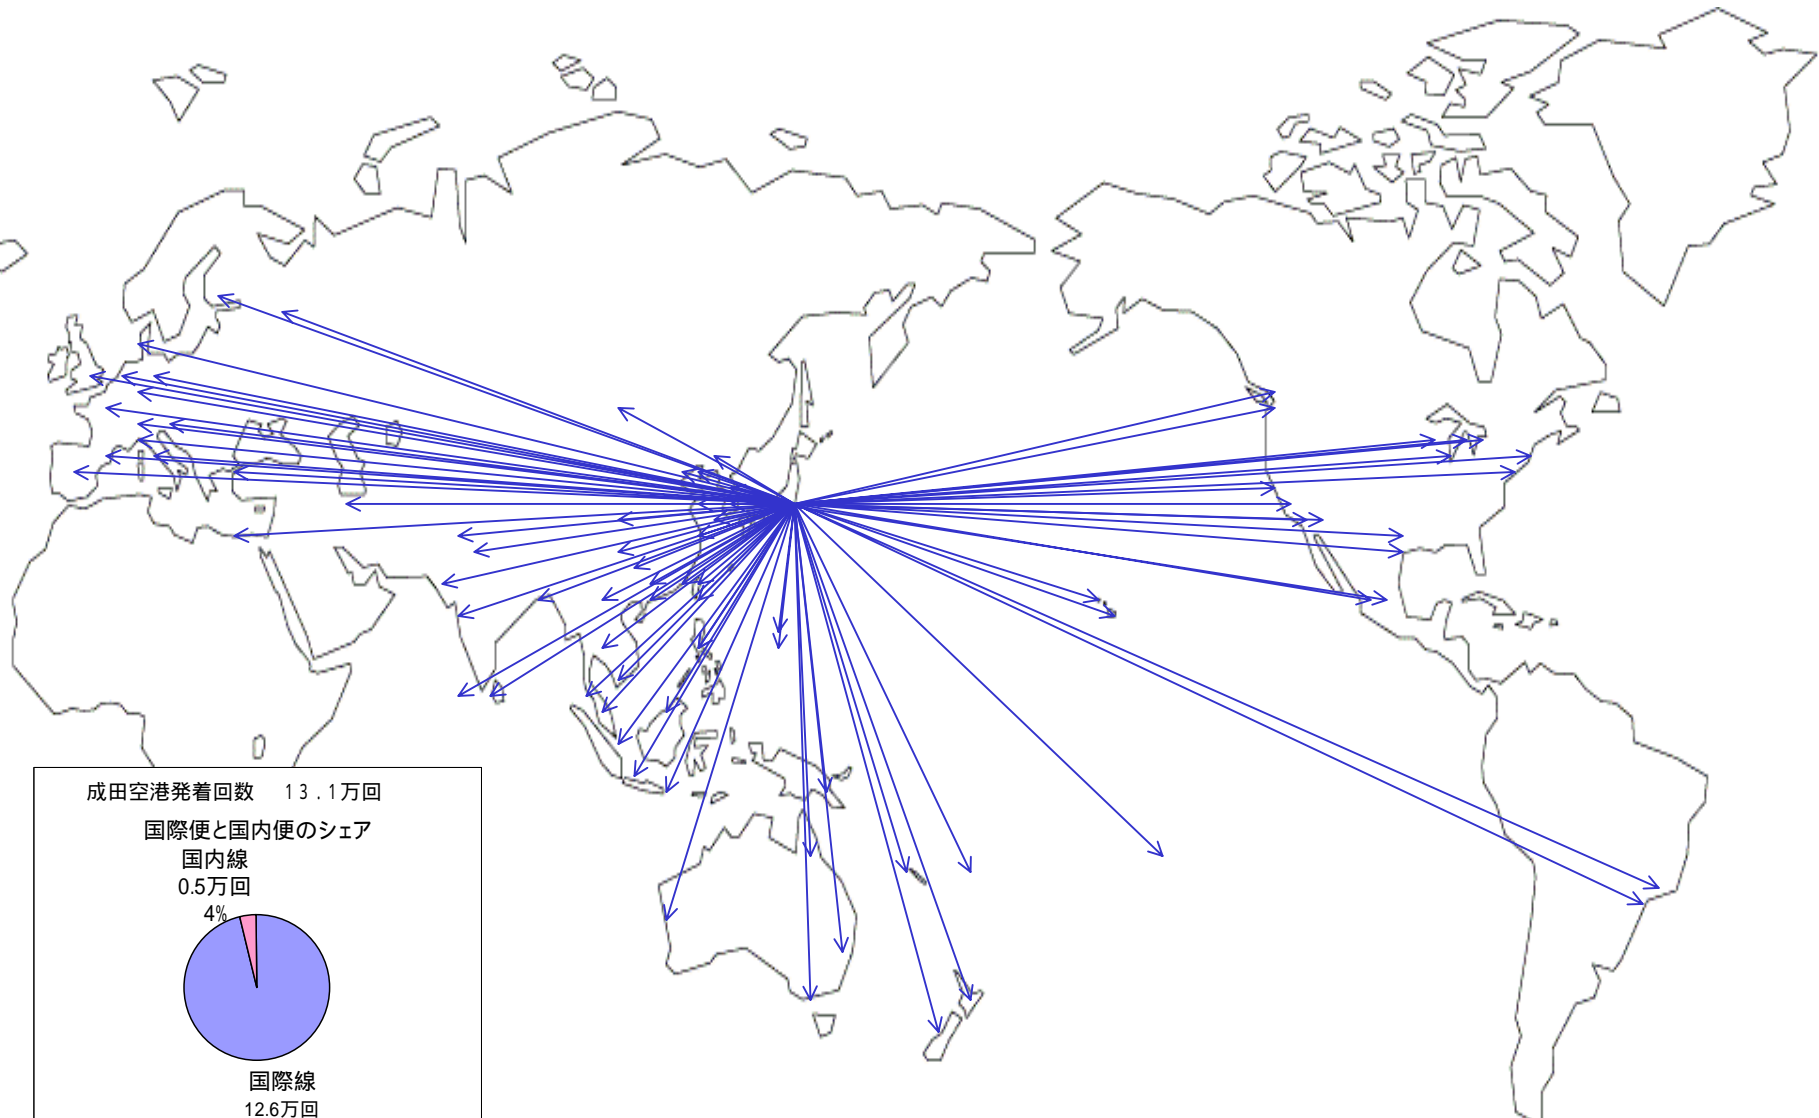 成田空港発着回数　１３．１万回
国際便と国内便のシェア
国内線
0.5万回
4%
国際線
12.6万回